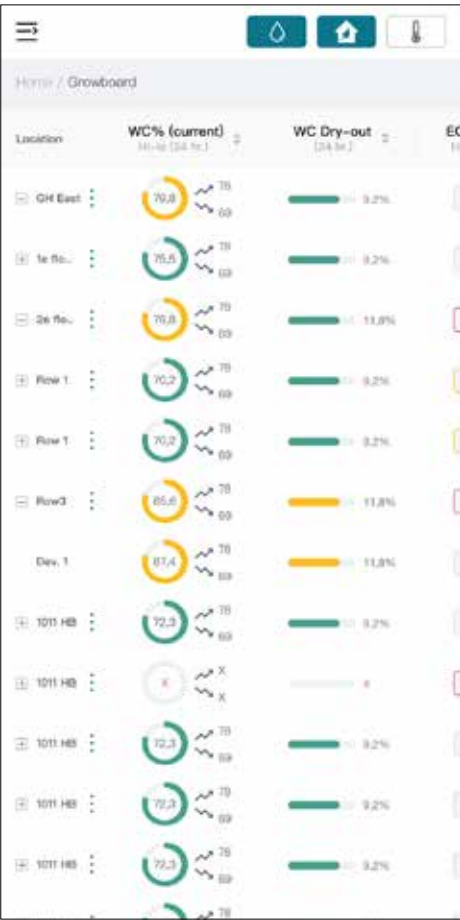 Home / Growboard
Location
WC% (current)
Hi-lo (24 hr.)
WC Dry-out
(24 hr.)
EC
GH East
79,8
78
69
9,2%
1e flo...
75,5
78
69
9,2%
2e flo...
79,8
78
69
11,8%
Row 1
70,2
78
69
9,2%
Row 1
70,2
78
69
9,2%
Row3
85,6
78
69
11,8%
Dev. 1
87,4
78
69
11,8%
1011 HB
72,3
78
69
9,2%
1011 HB
x
X
X
x
1011 HB
72,3
78
69
9,2%
1011 HB
72,3
78
69
9,2%
1011 HB
72,3
78
69
9,2%
78